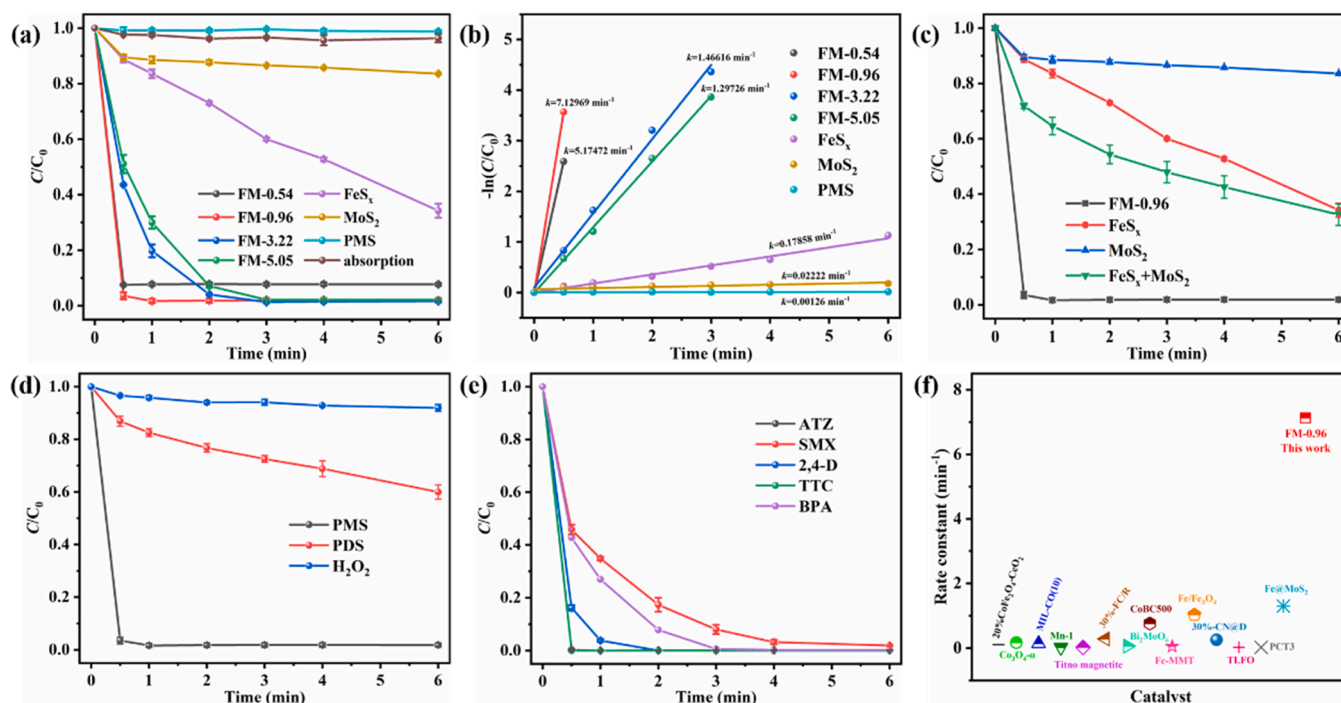 (a)
C/C₀
1.0
0.8
0.6
0.4
0.2
0.0
FM-0.54
FM-0.96
FM-3.22
FM-5.05
FeSₓ
MoS₂
PMS
absorption
0 1 2 3 4 5 6
Time (min)
(b)
-ln(C/C₀)
5
4
3
2
1
0
k=7.12969 min⁻¹
k=5.17472 min⁻¹
k=1.46616 min⁻¹
k=1.29726 min⁻¹
k=0.17858 min⁻¹
k=0.02222 min⁻¹
k=0.00126 min⁻¹
FM-0.54
FM-0.96
FM-3.22
FM-5.05
FeSₓ
MoS₂
PMS
0 1 2 3 4 5 6
Time (min)
(c)
C/C₀
1.0
0.8
0.6
0.4
0.2
0.0
FM-0.96
FeSₓ
MoS₂
FeSₓ+MoS₂
0 1 2 3 4 5 6
Time (min)
(d)
C/C₀
1.0
0.8
0.6
0.4
0.2
0.0
PMS
PDS
H₂O₂
0 1 2 3 4 5 6
Time (min)
(e)
C/C₀
1.0
0.8
0.6
0.4
0.2
0.0
ATZ
SMX
2,4-D
TTC
BPA
0 1 2 3 4 5 6
Time (min)
(f)
Rate constant (min⁻¹)
8
6
4
2
0
FM-0.96
This work
20%CoFe₂O₄-CeO₂
Co₃O₄-α
MIL-CO(10)
Mn-1
Titno magnetite
30%-FC/R
Bi₂MoO₆
CoBC500
Fe-MMT
Fe/Fe₃O₄
30%-CN@D
TLFO
PCT3
Fe@MoS₂
Catalyst